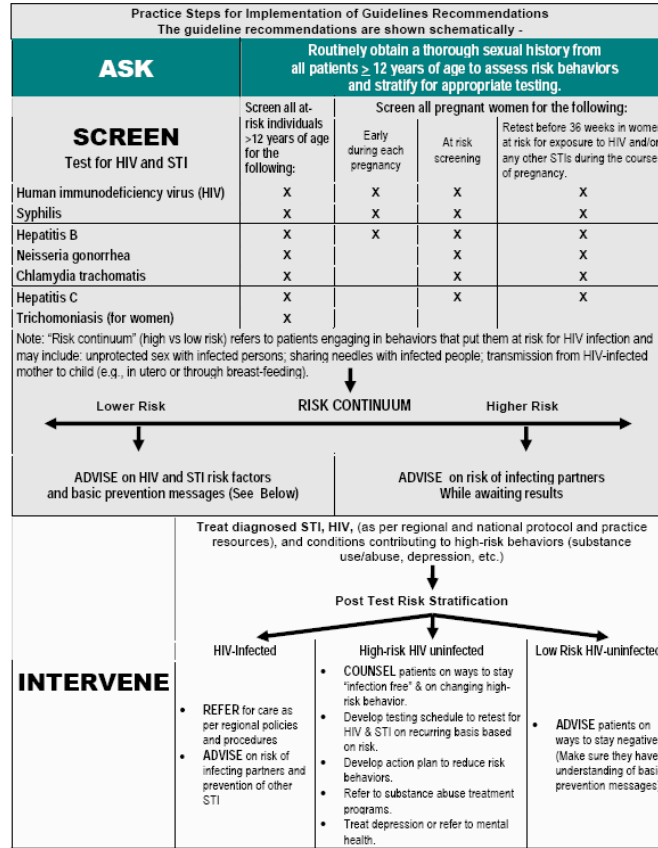 Practice Steps for Implementation of Guidelines Recommendations
The guideline recommendations are shown schematically -
ASK
Routinely obtain a thorough sexual history from
all patients ≥ 12 years of age to assess risk behaviors
and stratify for appropriate testing.
SCREEN
Test for HIV and STI
Screen all at-
risk individuals
>12 years of age
for the
following:
Screen all pregnant women for the following:
Early
during each
pregnancy
At risk
screening
Retest before 36 weeks in women
at risk for exposure to HIV and/or
any other STIs during the course
of pregnancy.
Human immunodeficiency virus (HIV) X X X X
Syphilis X X X X
Hepatitis B X X X X
Neisseria gonorrhea X X X
Chlamydia trachomatis X X X
Hepatitis C X X X
Trichomoniasis (for women) X
Note: “Risk continuum” (high vs low risk) refers to patients engaging in behaviors that put them at risk for HIV infection and
may include: unprotected sex with infected persons; sharing needles with infected people; transmission from HIV-infected
mother to child (e.g., in utero or through breast-feeding).
Lower Risk RISK CONTINUUM Higher Risk
ADVISE on HIV and STI risk factors
and basic prevention messages (See Below)
ADVISE on risk of infecting partners
While awaiting results
INTERVENE
Treat diagnosed STI, HIV, (as per regional and national protocol and practice
resources), and conditions contributing to high-risk behaviors (substance
use/abuse, depression, etc.)
Post Test Risk Stratification
HIV-Infected
• REFER for care as
per regional policies
and procedures
• ADVISE on risk of
infecting partners and
prevention of other
STI
High-risk HIV uninfected
• COUNSEL patients on ways to stay
“infection free” & on changing high-
risk behavior.
• Develop testing schedule to retest for
HIV & STI on recurring basis based
on risk.
• Develop action plan to reduce risk
behaviors.
• Refer to substance abuse treatment
programs.
• Treat depression or refer to mental
health.
Low Risk HIV-uninfected
• ADVISE patients on
ways to stay negative
(Make sure they have
understanding of basic
prevention messages)